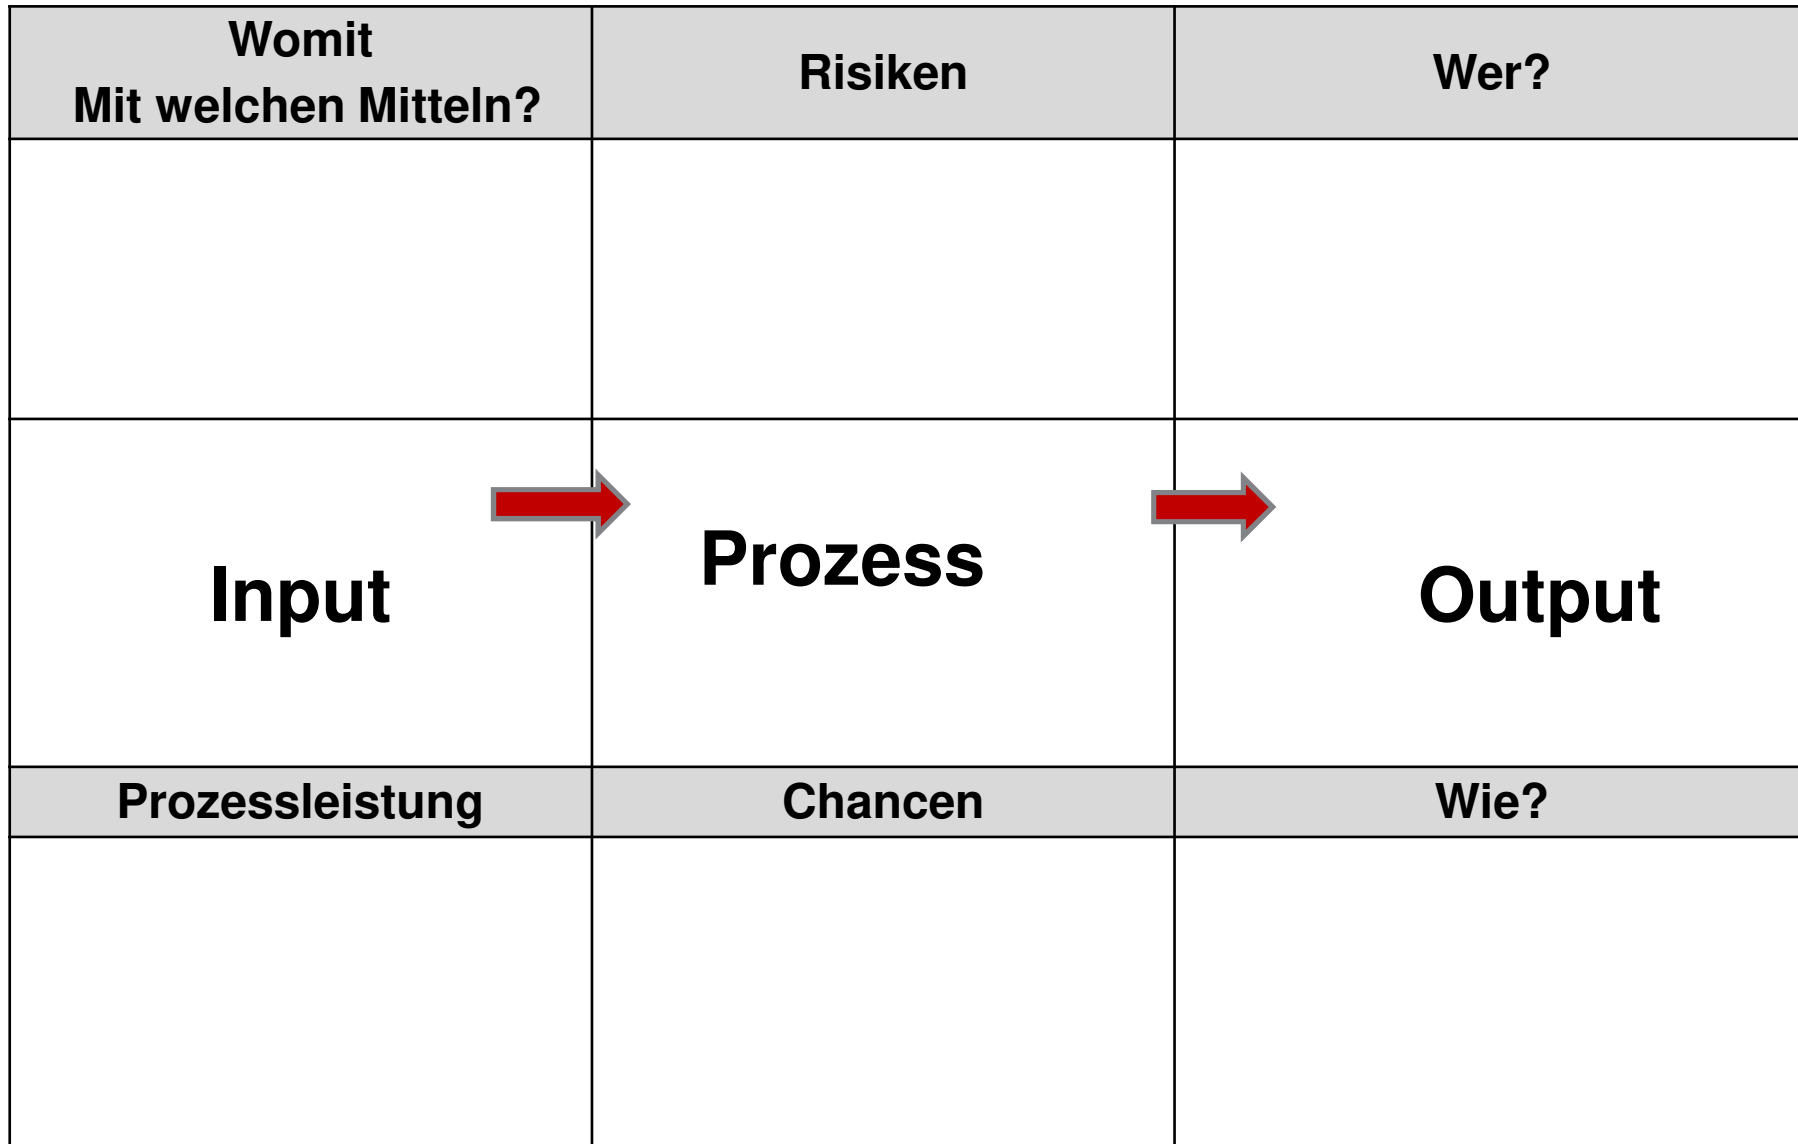 Womit
Mit welchen Mitteln?
Risiken
Wer?
Input
Prozess
Output
Prozessleistung
Chancen
Wie?